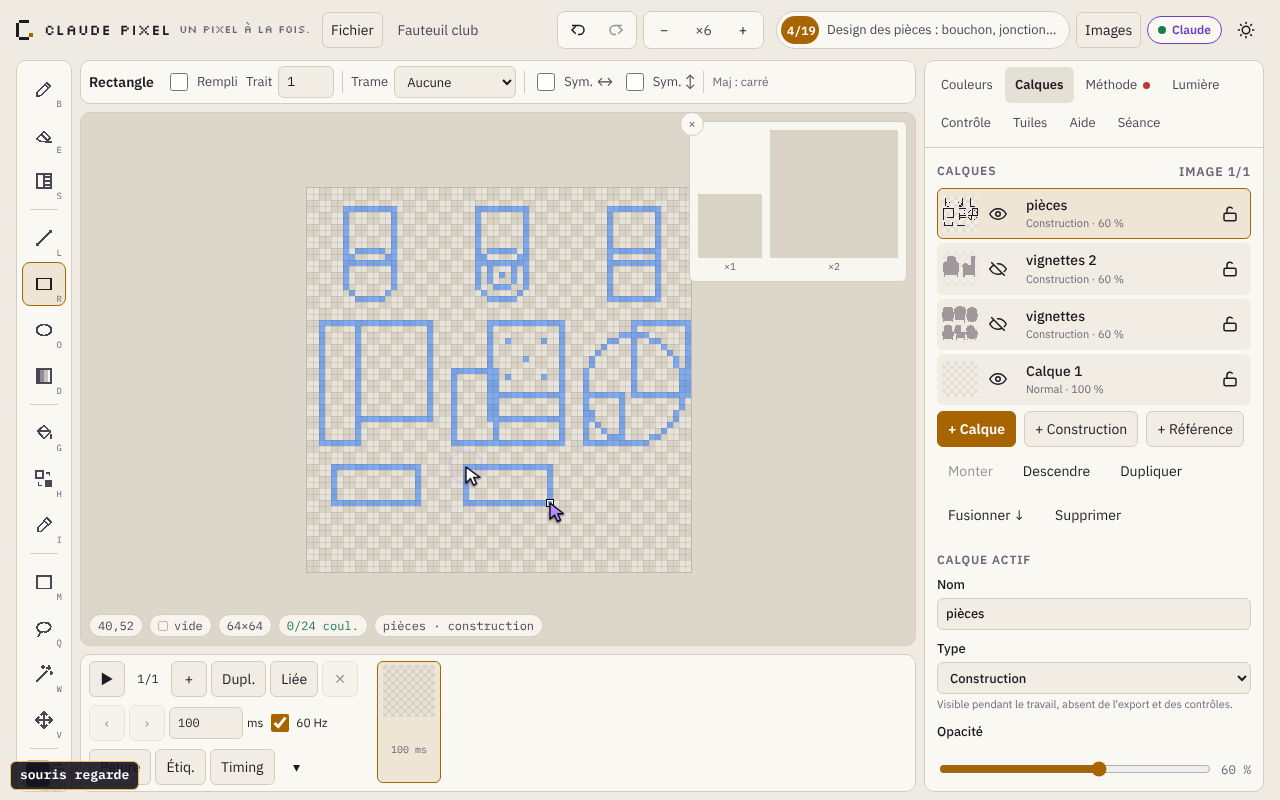 CLAUDE PIXEL
UN PIXEL À LA FOIS.
Fichier
Fauteuil club
−
×6
+
4/19
Design des pièces : bouchon, jonction…
Images
Claude
Rectangle
Rempli
Trait
1
Trame
Aucune
Sym. ↔
Sym. ↕
Maj : carré
B
E
S
L
R
O
D
G
H
I
M
Q
W
V
×
×1
×2
40,52
vide
64×64
0/24 coul.
pièces · construction
1/1
+
Dupl.
Liée
×
‹
›
100
ms
60 Hz
Étiq.
Timing
▼
100 ms
souris regarde
Couleurs
Calques
Méthode
Lumière
Contrôle
Tuiles
Aide
Séance
CALQUES
IMAGE 1/1
pièces
Construction · 60 %
vignettes 2
Construction · 60 %
vignettes
Construction · 60 %
Calque 1
Normal · 100 %
+ Calque
+ Construction
+ Référence
Monter
Descendre
Dupliquer
Fusionner ↓
Supprimer
CALQUE ACTIF
Nom
pièces
Type
Construction
Visible pendant le travail, absent de l'export et des contrôles.
Opacité
60 %